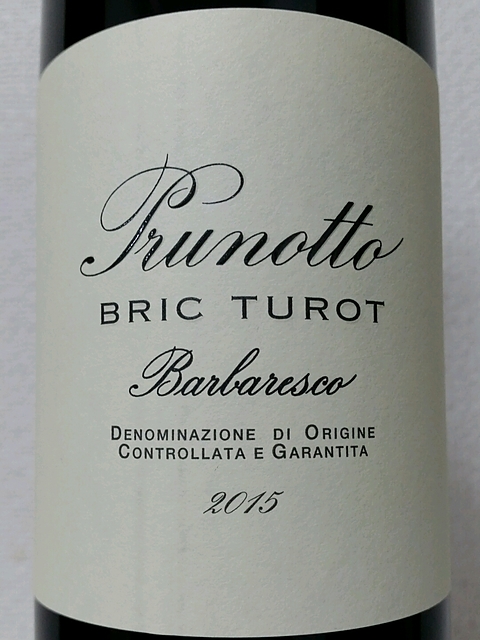 Prunotto
BRIC TUROT
Barbaresco
DENOMINAZIONE DI ORIGINE
CONTROLLATA E GARANTITA
2015